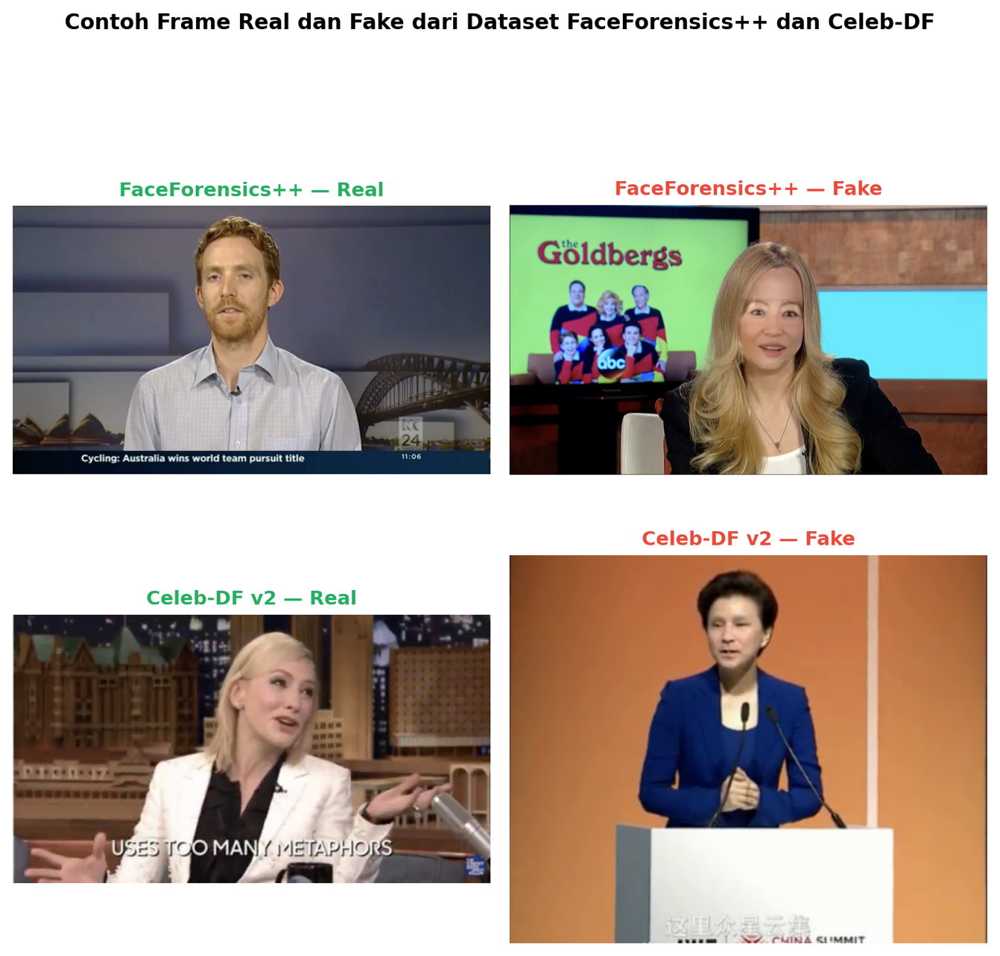 Contoh Frame Real dan Fake dari Dataset FaceForensics++ dan Celeb-DF
FaceForensics++ — Real
FaceForensics++ — Fake
24
11:06
Cycling: Australia wins world team pursuit title
the
Goldbergs
abc
Celeb-DF v2 — Real
Celeb-DF v2 — Fake
USES TOO MANY METAPHORS
这里众星云集
CHINA SUMMIT